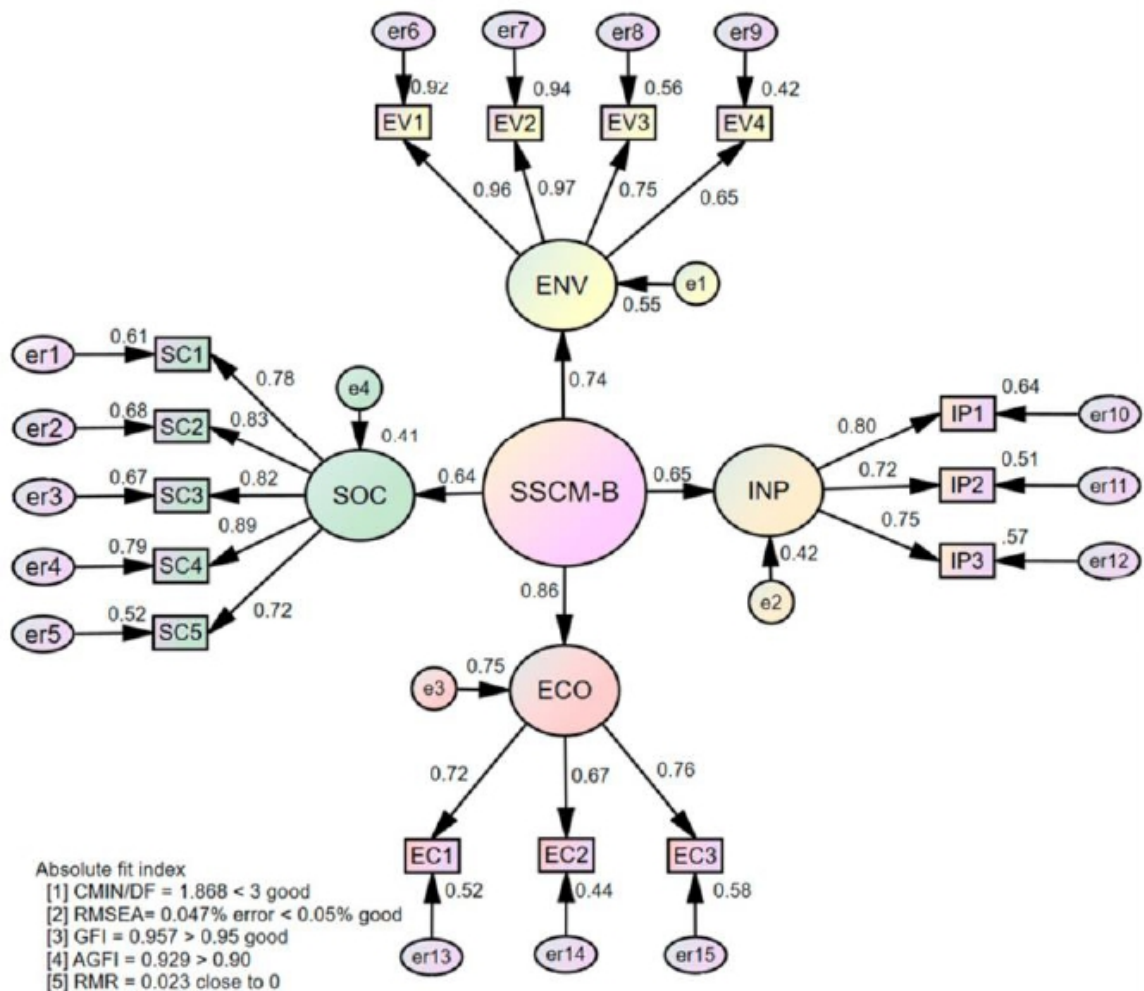 er6 er7 er8 er9
0.92 0.94 0.56 0.42
EV1 EV2 EV3 EV4
0.96 0.97 0.75 0.65
ENV
e1
0.55
0.74
er1 0.61 SC1
er2 0.68 SC2
er3 0.67 SC3
er4 0.79 SC4
er5 0.52 SC5
0.78
0.83
0.82
0.89
0.72
e4
0.41
SOC
0.64
SSCM-B
0.65
INP
0.42
e2
0.80
0.72
0.75
IP1 0.64 er10
IP2 0.51 er11
IP3 .57 er12
0.86
e3 0.75
ECO
0.72 0.67 0.76
EC1 EC2 EC3
0.52 0.44 0.58
er13 er14 er15
Absolute fit index
[1] CMIN/DF = 1.868 < 3 good
[2] RMSEA= 0.047% error < 0.05% good
[3] GFI = 0.957 > 0.95 good
[4] AGFI = 0.929 > 0.90
[5] RMR = 0.023 close to 0